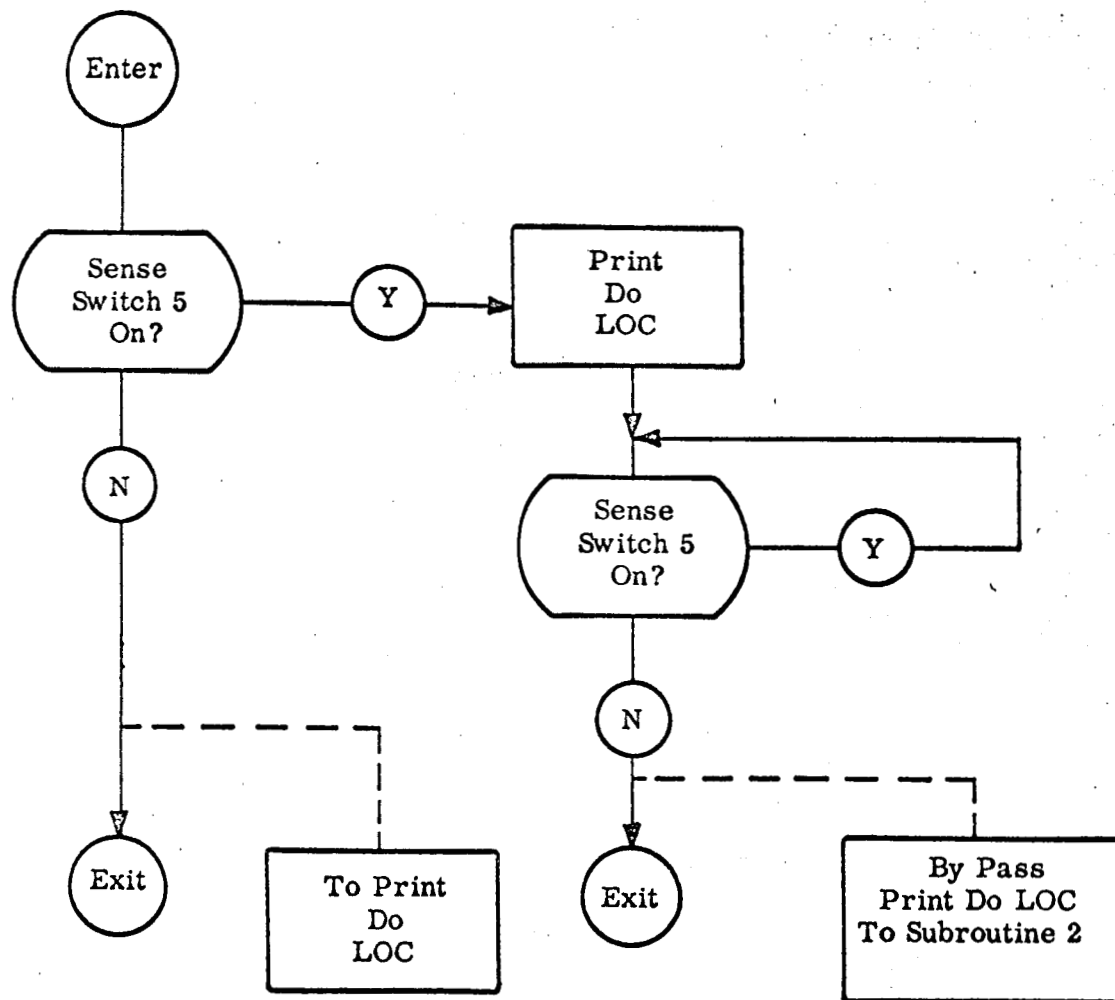 Enter
Sense
Switch 5
On?
Y
Print
Do
LOC
N
Sense
Switch 5
On?
Y
N
Exit
To Print
Do
LOC
Exit
By Pass
Print Do LOC
To Subroutine 2